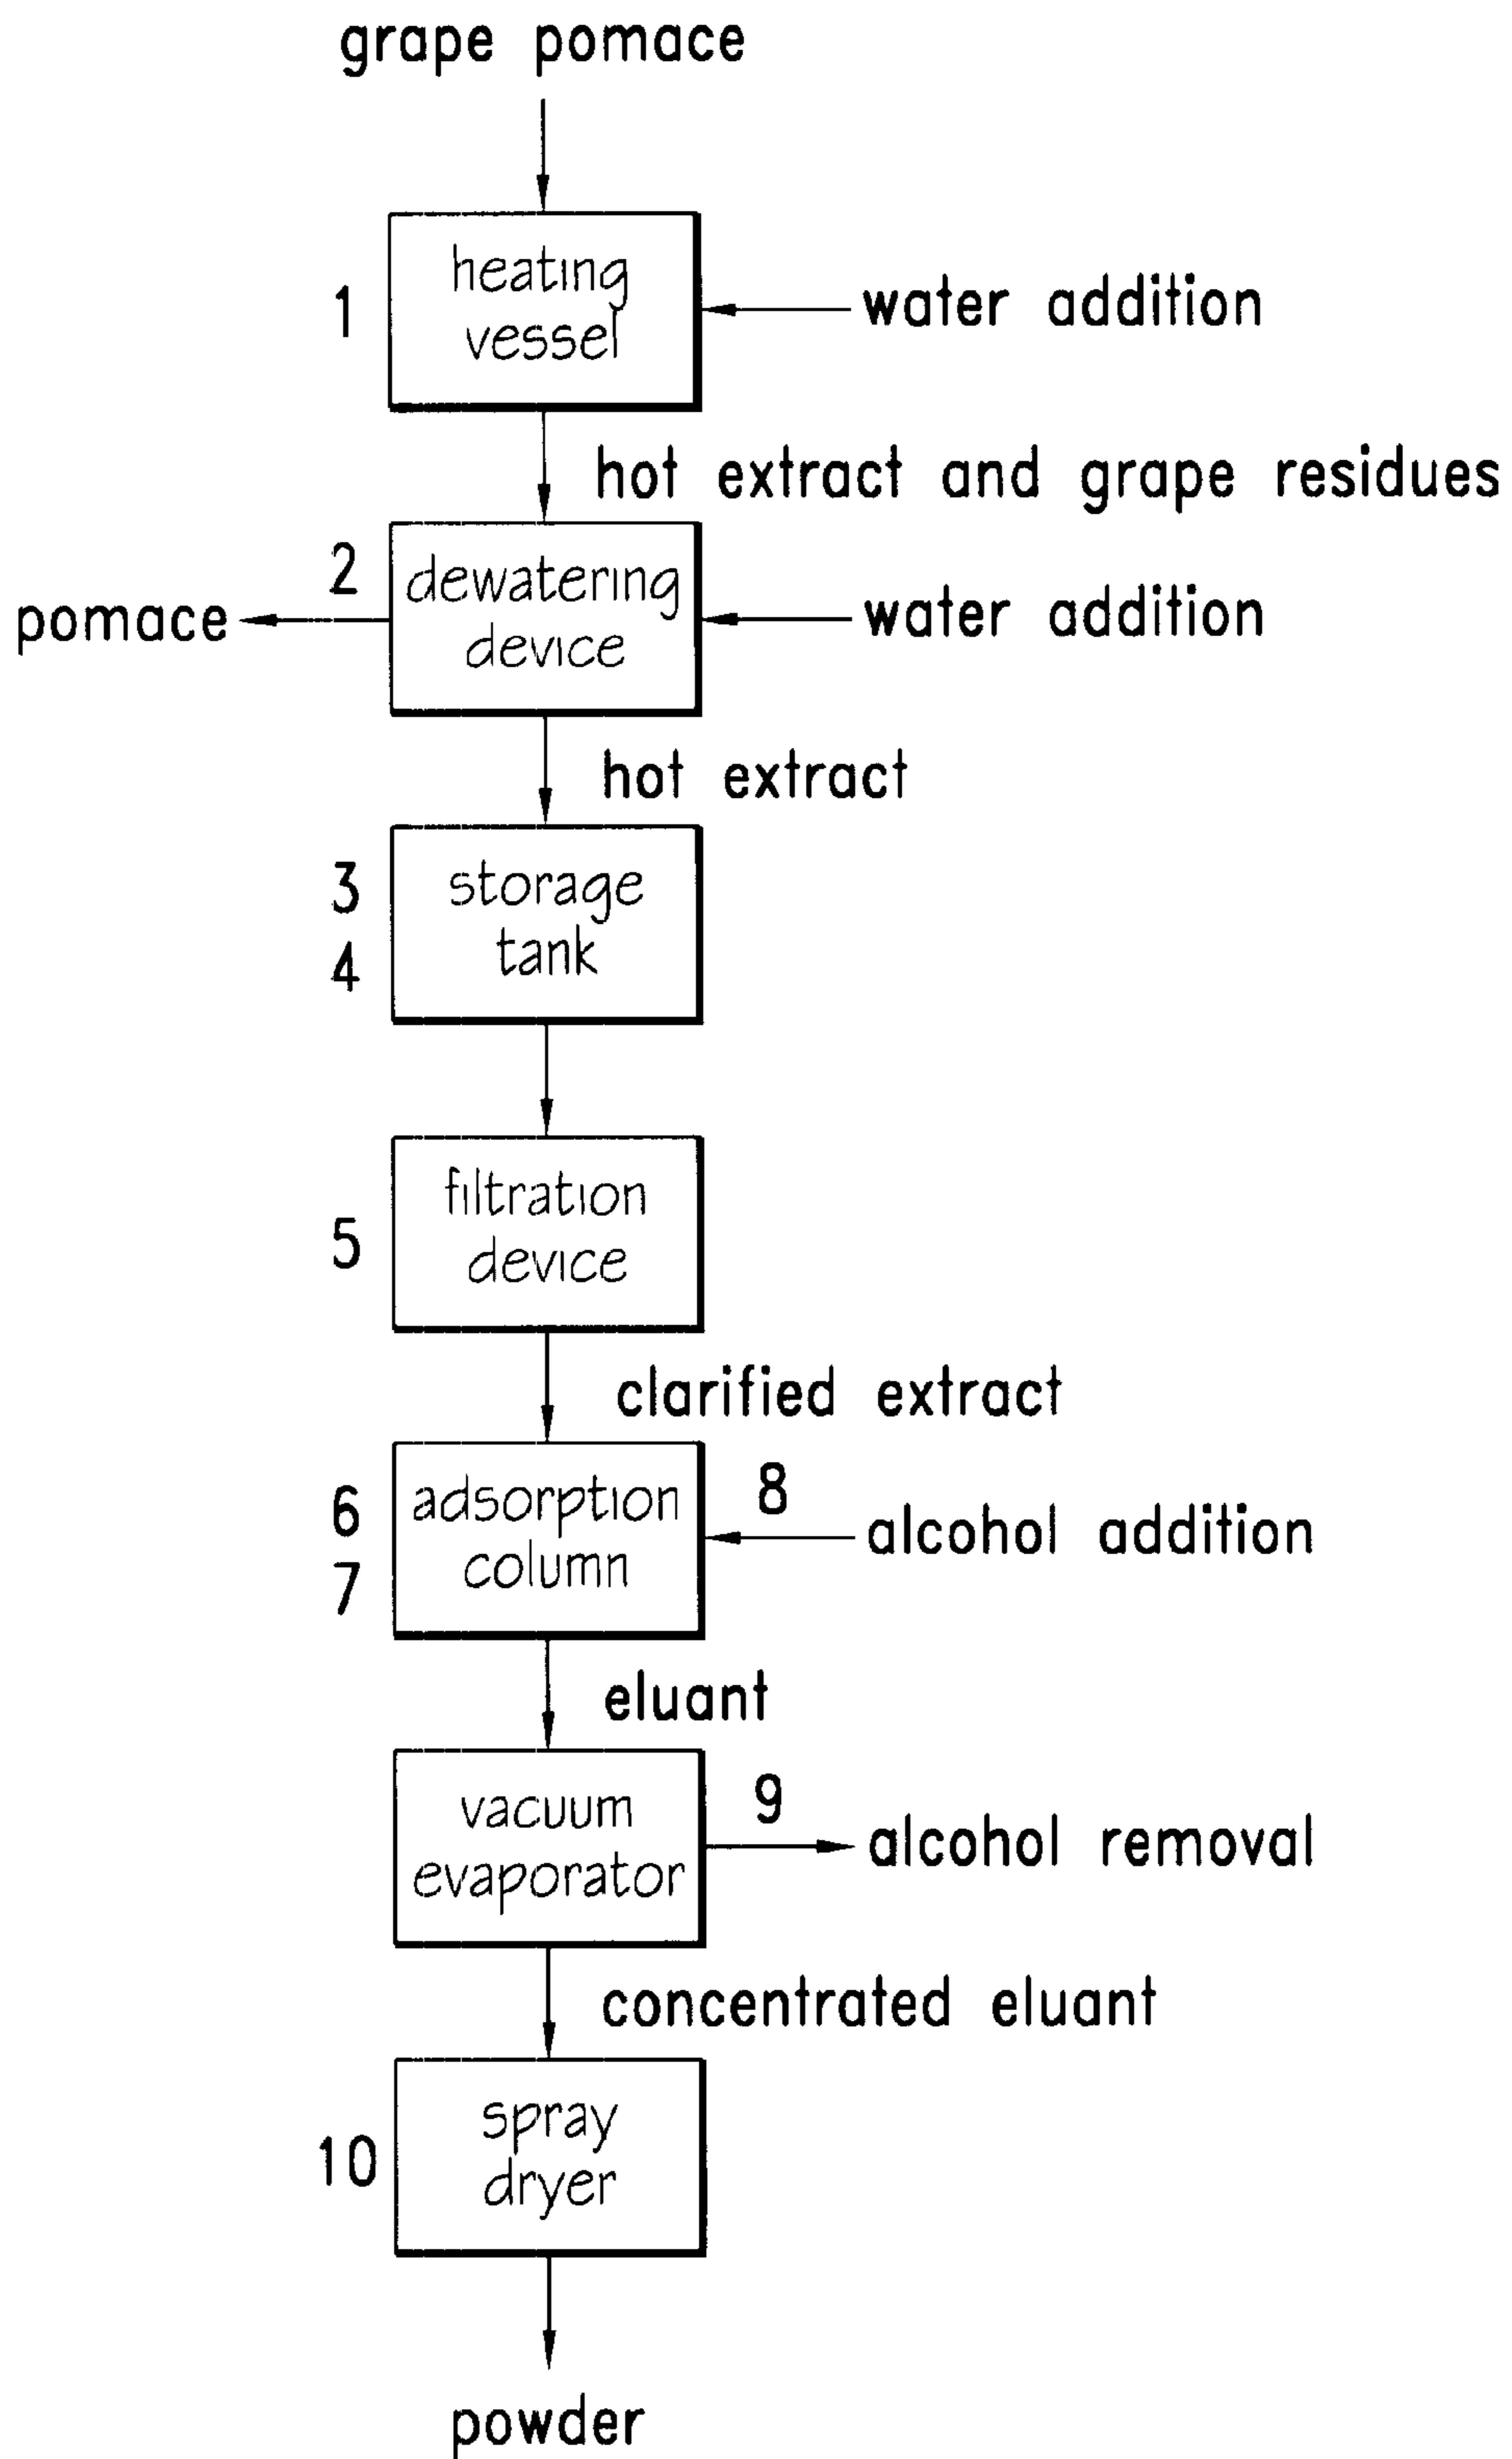 grape pomace
heating
vessel
1
water addition
hot extract and grape residues
2
dewatering
device
pomace
water addition
hot extract
3
storage
tank
4
filtration
device
5
clarified extract
6
adsorption
column
7
8
alcohol addition
eluant
vacuum
evaporator
9
alcohol removal
concentrated eluant
spray
dryer
10
powder